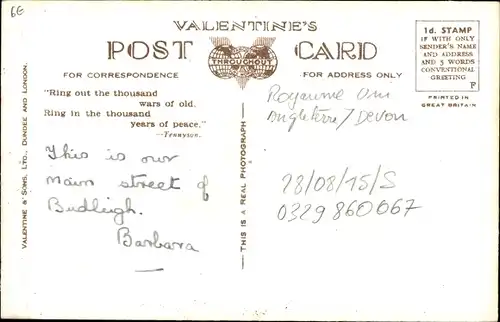 6€
VALENTINE'S
POST CARD
THROUGHOUT
FOR CORRESPONDENCE
FOR ADDRESS ONLY
1d. STAMP
IF WITH ONLY
SENDER'S NAME
AND ADDRESS
AND 5 WORDS
CONVENTIONAL
GREETING
F
PRINTED IN
GREAT BRITAIN
"Ring out the thousand
wars of old.
Ring in the thousand
years of peace."
—Tennyson.
This is our
main street of
Budleigh.
Barbara
VALENTINE & SONS, LTD., DUNDEE AND LONDON.
THIS IS A REAL PHOTOGRAPH
Royaume Uni
Angleterre/Devon
28/08/15/S
0329860067